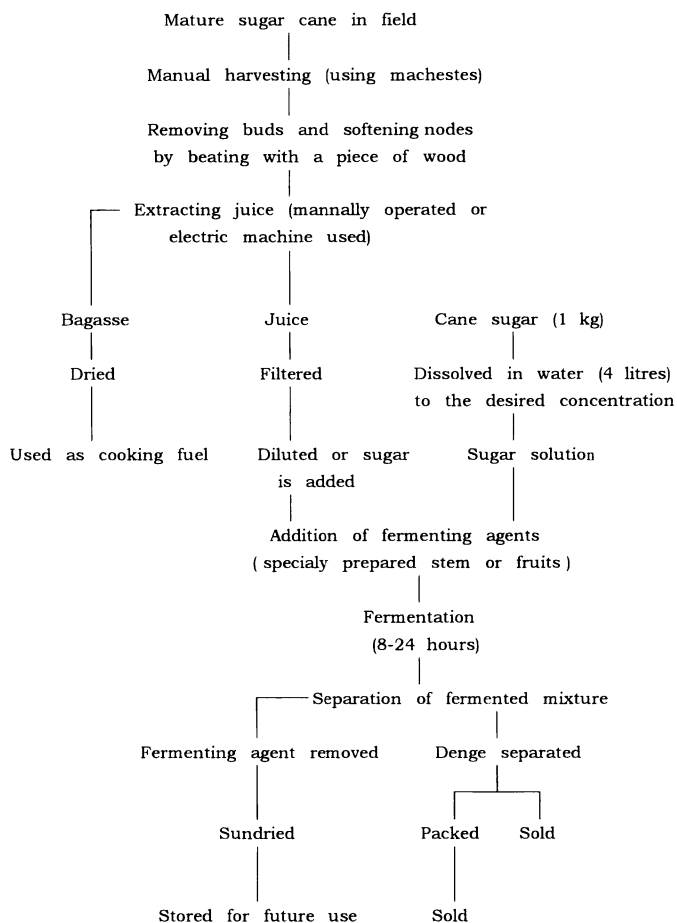 Mature sugar cane in field
Manual harvesting (using machestes)
Removing buds and softening nodes
by beating with a piece of wood
Extracting juice (mannally operated or
electric machine used)
Bagasse
Juice
Cane sugar (1 kg)
Dried
Filtered
Dissolved in water (4 litres)
to the desired concentration
Used as cooking fuel
Diluted or sugar
is added
Sugar solution
Addition of fermenting agents
( specialy prepared stem or fruits )
Fermentation
(8-24 hours)
Separation of fermented mixture
Fermenting agent removed
Denge separated
Sundried
Packed
Sold
Stored for future use
Sold